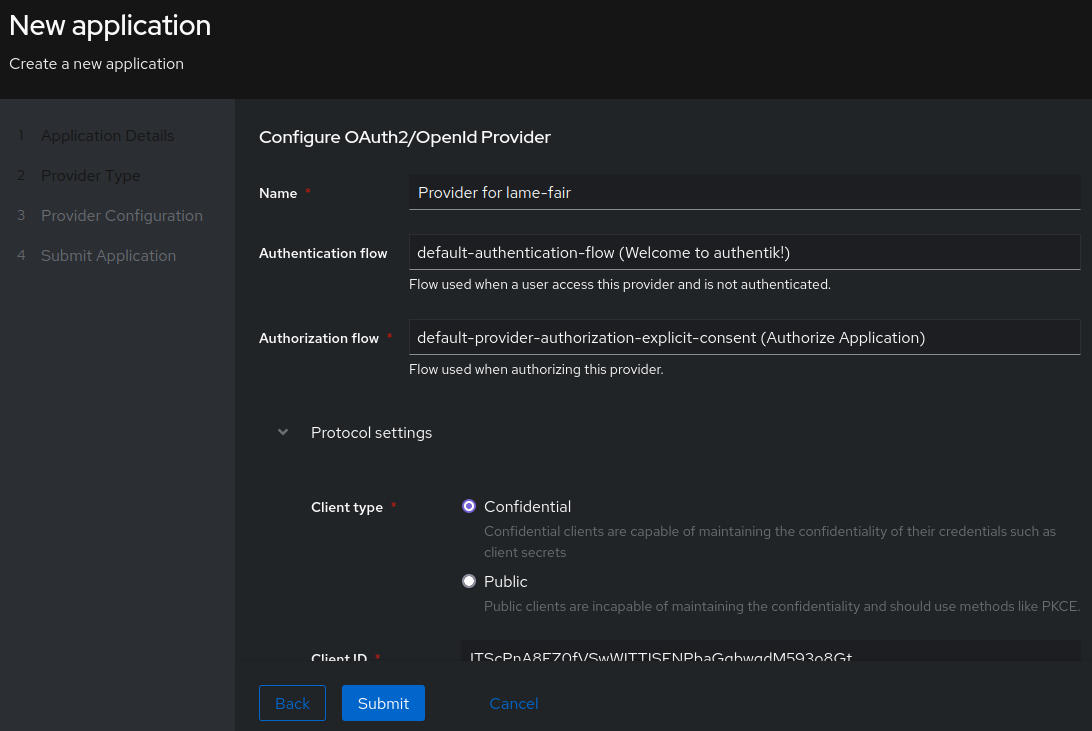 New application
Create a new application
1 Application Details
2 Provider Type
3 Provider Configuration
4 Submit Application
Configure OAuth2/OpenId Provider
Name *
Provider for lame-fair
Authentication flow
default-authentication-flow (Welcome to authentik!)
Flow used when a user access this provider and is not authenticated.
Authorization flow *
default-provider-authorization-explicit-consent (Authorize Application)
Flow used when authorizing this provider.
Protocol settings
Client type *
Confidential
Confidential clients are capable of maintaining the confidentiality of their credentials such as
client secrets
Public
Public clients are incapable of maintaining the confidentiality and should use methods like PKCE.
Client ID *
Back
Submit
Cancel